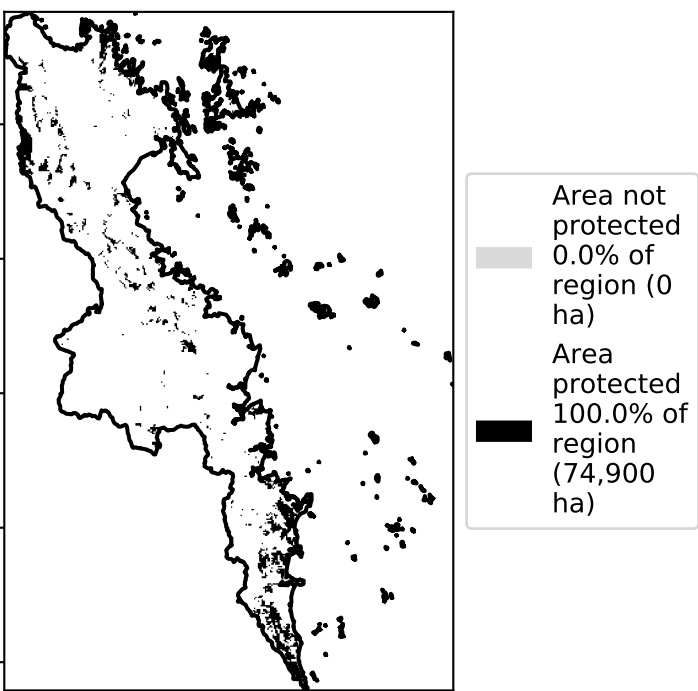 Area not
protected
0.0% of
region (0
ha)
Area
protected
100.0% of
region
(74,900
ha)